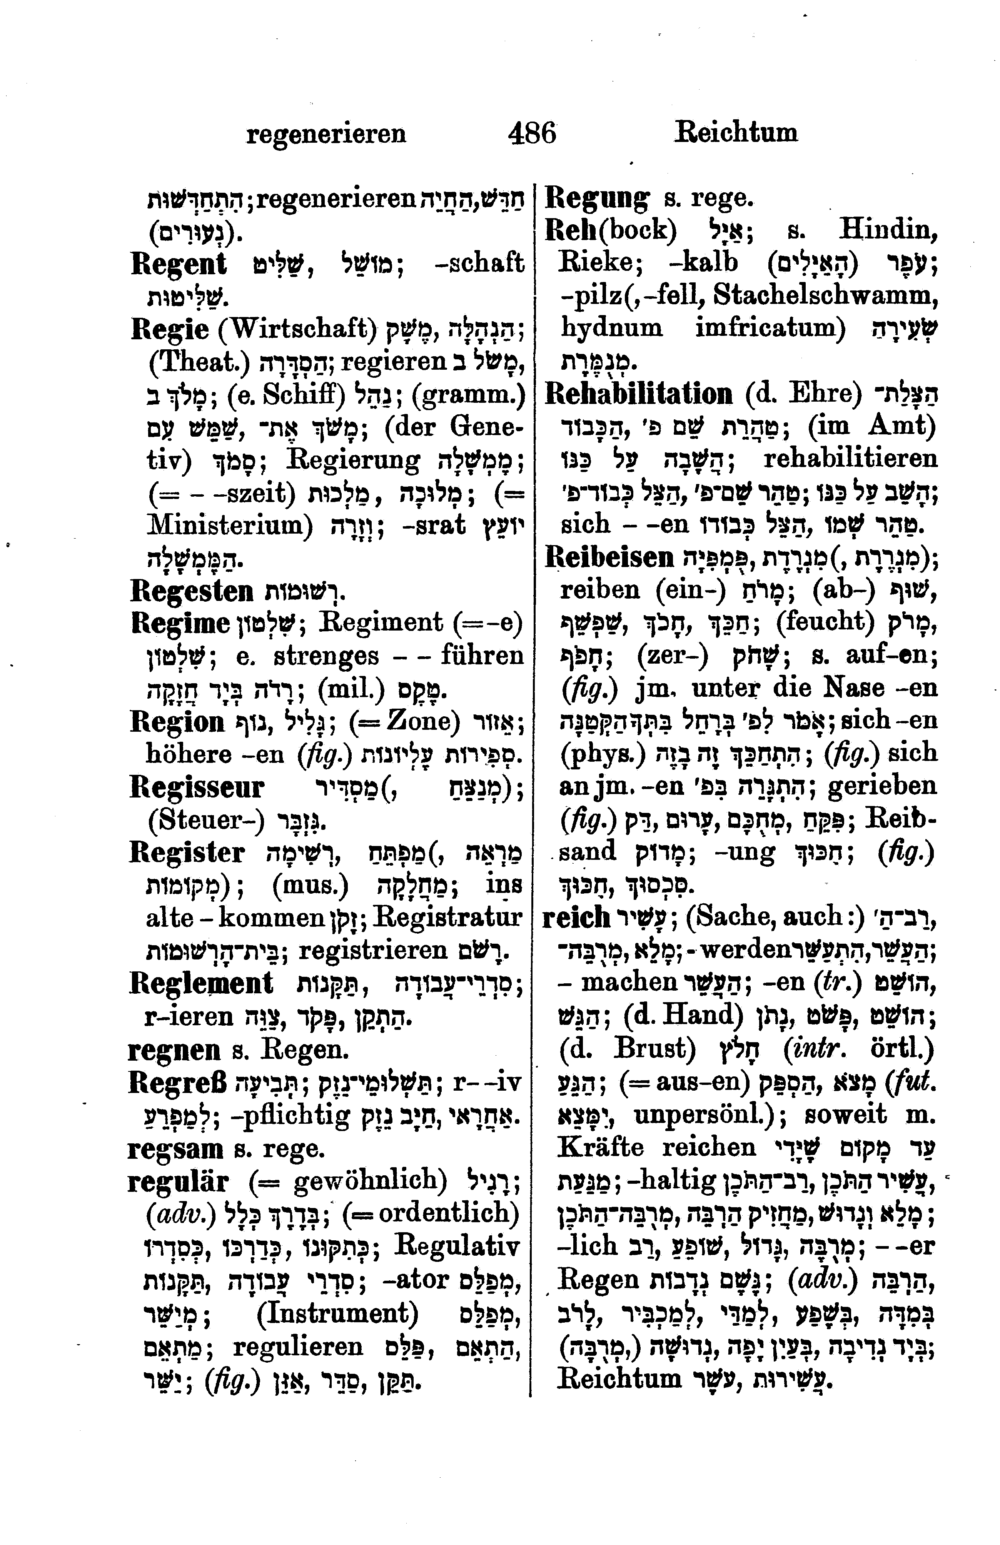 regenerieren 486 Reichtum
הִתְחַדְּשׁוּת; regenerieren חַדֵּשׁ, הַחֲיֵה
(נְעוּרִים).
Regent שַׁלִּיט, מוֹשֵׁל; -schaft
שַׁלִּיטוּת.
Regie (Wirtschaft) הַנְהָלָה, מֶשֶׁק;
(Theat.) הַסְדָּרָה; regieren מָשֹׁל בּ,
מָלֹךְ בּ; (e. Schiff) נַהֵל; (gramm.)
מָשֹׁךְ אֶת-, שַׁמֵּשׁ עִם; (der Gene-
tiv) סָמֹךְ; Regierung מֶמְשָׁלָה;
(= - -szeit) מְלוּכָה, מַלְכוּת; (=
Ministerium) וְזָרָה; -srat יוֹעֵץ
הַמֶּמְשָׁלָה.
Regesten רְשׁוּמוֹת.
Regime שִׁלְטוֹן; Regiment (=-e)
שִׁלְטוֹן; e. strenges - - führen
רָדֹה בְּיָד חֲזָקָה; (mil.) טֶקֶס.
Region גָּלִיל, נוֹף; (= Zone) אֵזוֹר;
höhere -en (fig.) סְפִירוֹת עֶלְיוֹנוֹת.
Regisseur מַסְדִּיר(, מְנַצֵּחַ);
(Steuer-) גִּזְבָּר.
Register רְשִׁימָה, מַפְתֵּחַ(, מַרְאֵה
מְקוֹמוֹת); (mus.) מַחֲלָקָה; ins
alte - kommen זָקֹן; Registratur
בֵּית-הָרְשׁוּמוֹת; registrieren רָשֹׁם.
Reglement תַּקָּנוֹת, סִדְרֵי-עֲבוֹדָה;
r-ieren הַתְקֵן, פָּקֹד, צַוֵּה.
regnen s. Regen.
Regreß תְּבִיעָה; תַּשְׁלוּמֵי-נֶזֶק; r--iv
לְמַפְרֵעַ; -pflichtig אַחֲרָאִי, חַיָּב נֶזֶק.
regsam s. rege.
regulär (= gewöhnlich) רָגִיל;
(adv.) בְּדֶרֶךְ כְּלָל; (= ordentlich)
כְּתִקּוּנוֹ, כְּדַרְכּוֹ, כְּסִדְרוֹ; Regulativ
סִדְרֵי עֲבוֹדָה, תַּקָּנוֹת; -ator מְפַלֵּס,
מְיַשֵּׁר; (Instrument) מְפַלֵּס,
מַתְאֵם; regulieren פַּלֵּס, הַתְאֵם,
יַשֵּׁר; (fig.) תַּקֵּן, סַדֵּר, אַזֵּן.
Regung s. rege.
Reh(bock) אַיָּל; s. Hindin,
Rieke; -kalb עֹפֶר (הָאַיָּלִים);
-pilz(,-fell, Stachelschwamm,
hydnum imfricatum) שְׂעִירָה
מְנֻמֶּרֶת.
Rehabilitation (d. Ehre) הַצָּלַת-
הַכָּבוֹד, טַהֲרַת שֵׁם פ'; (im Amt)
הֲשָׁבָה עַל כַּנּוֹ; rehabilitieren
הָשֵׁב עַל כַּנּוֹ; טַהֵר שֵׁם-פ', הַצֵּל כְּבוֹד-פ';
sich - -en טַהֵר שְׁמוֹ, הַצֵּל כְּבוֹדוֹ.
Reibeisen פֻּמְפִּיָּה, מִגְרֶדֶת(, מִגְרֶרֶת);
reiben (ein-) מָרֹחַ; (ab-) שׁוּף,
מָרֹק (feucht); חַכֵּךְ, חָכֹךְ, שַׁפְשֵׁף,
חָפֹף; (zer-) שָׁחֹק; s. auf-en;
(fig.) jm. unter die Nase -en
אָמֹר לִפ' בְּרָחֵל בִּתְּךָ הַקְּטַנָּה; sich -en
(phys.) הִתְחַכֵּךְ זֶה בָזֶה; (fig.) sich
an jm. -en הִתְגָּרֵה בִּפ'; gerieben
(fig.) פִּקֵּחַ, מְחֻכָּם, עָרוּם, דַּק; Reib-
sand מָרוֹק; -ung חִכּוּךְ; (fig.)
סִכְסוּךְ, חִכּוּךְ.
reich עָשִׁיר; (Sache, auch:) רַב-הַ',
מְרֻבֵּה-, מָלֵא; - werden הַעֲשֵׁר, הִתְעַשֵּׁר;
- machen הַעֲשֵׁר; -en (tr.) הוֹשֵׁט,
הַגֵּשׁ; (d. Hand) נָתֹן, פָּשֹׁט, הוֹשֵׁט;
(d. Brust) חָלֹץ (intr. örtl.)
הַגֵּעַ; (= aus-en) הַסְפֵּק, מָצֹא (fut.
יִמָּצֵא, unpersönl.); soweit m.
Kräfte reichen עַד מְקוֹם שֶׁיָּדִי
מַגַּעַת; -haltig עֲשִׁיר הַתֹּכֶן, רַב-הַתֹּכֶן,
מָלֵא וְגָדוּשׁ, מַחֲזִיק הַרְבֵּה, מְרֻבֵּה-הַתֹּכֶן;
-lich מְרֻבֶּה, גָּדוֹל, שׁוֹפֵעַ, רַב; - -er
Regen גֶּשֶׁם נְדָבוֹת; (adv.) הַרְבֵּה,
בְּמִדָּה, בְּשֶׁפַע, לְמַדַּי, לְמַכְבִּיר, לָרֹב
(מְרֻבָּה,) בְּיָד נְדִיבָה, בְּעַיִן יָפָה, גְּדוּשָׁה;
Reichtum עֹשֶׁר, עֲשִׁירוּת.